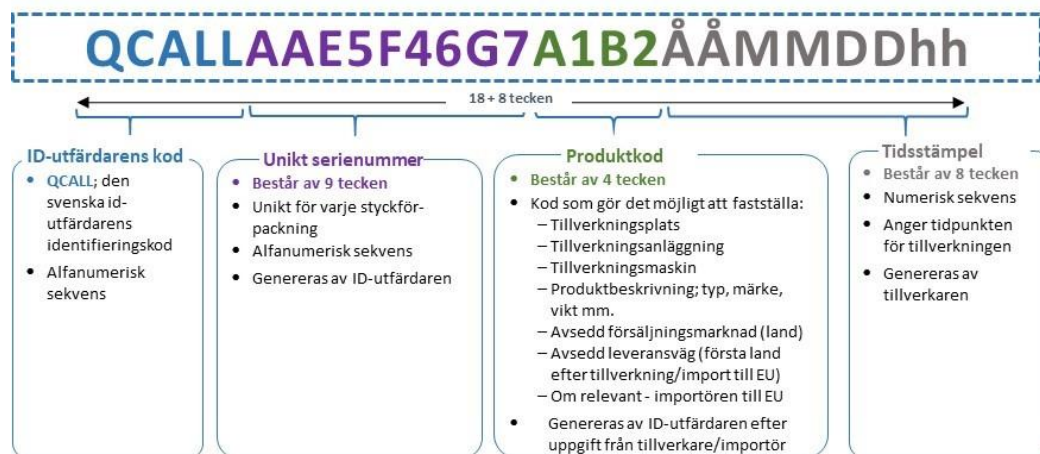 QCALLAAE5F46G7A1B2ÅÅMMDDhh
18 + 8 tecken
ID-utfärdarens kod
• QCALL; den
svenska id-
utfärdarens
identifieringskod
• Alfanumerisk
sekvens
Unikt serienummer
• Består av 9 tecken
• Unikt för varje styckför-
packning
• Alfanumerisk sekvens
• Genereras av ID-utfärdaren
Produktkod
• Består av 4 tecken
• Kod som gör det möjligt att fastställa:
– Tillverkningsplats
– Tillverkningsanläggning
– Tillverkningsmaskin
– Produktbeskrivning; typ, märke,
vikt mm.
– Avsedd försäljningsmarknad (land)
– Avsedd leveransväg (första land
efter tillverkning/import till EU)
– Om relevant - importören till EU
• Genereras av ID-utfärdaren efter
uppgift från tillverkare/importör
Tidsstämpel
• Består av 8 tecken
• Numerisk sekvens
• Anger tidpunkten
för tillverkningen
• Genereras av
tillverkaren